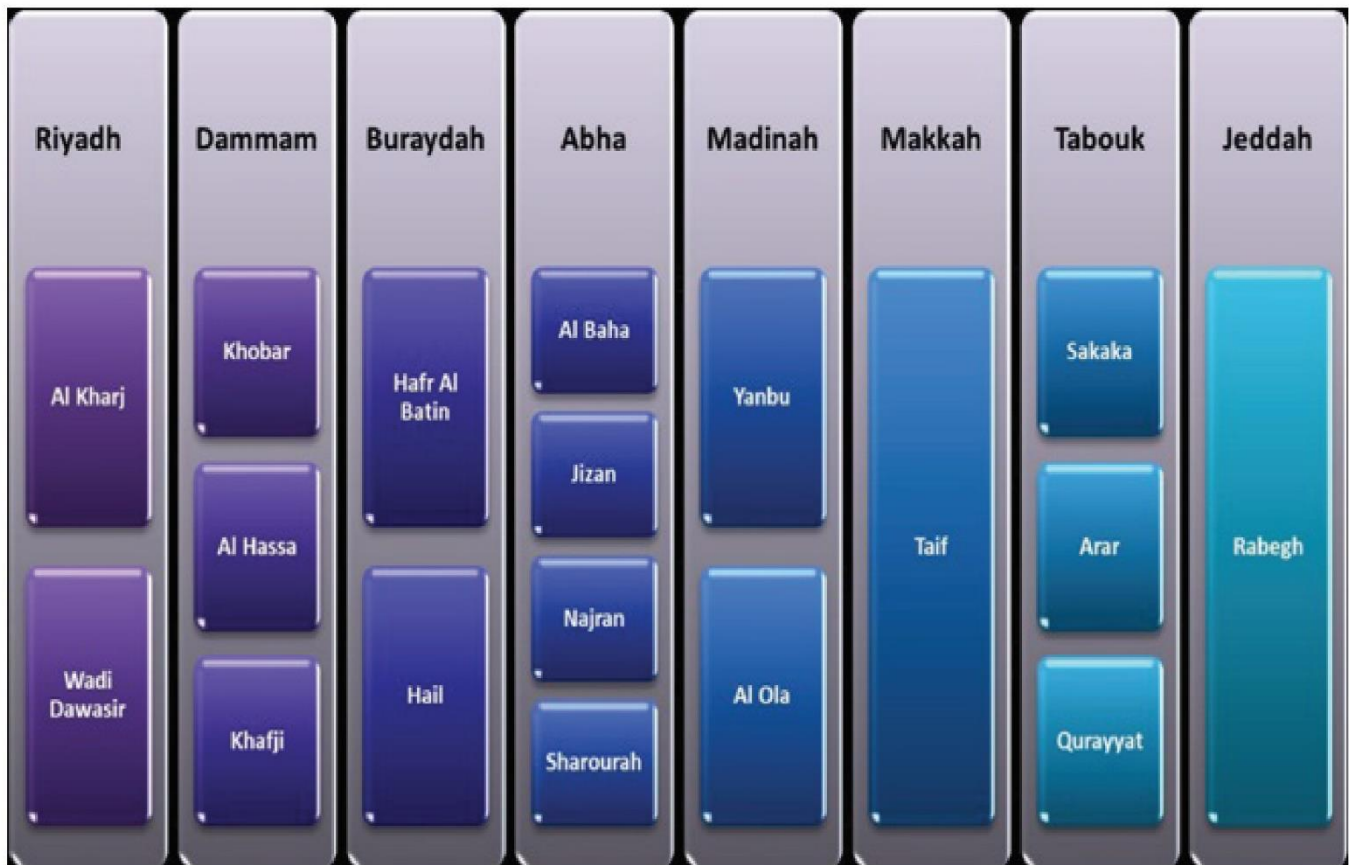 Riyadh
Al Kharj
Wadi
Dawasir
Dammam
Khobar
Al Hassa
Khafji
Buraydah
Hafr Al
Batin
Hail
Abha
Al Baha
Jizan
Najran
Sharourah
Madinah
Yanbu
Al Ola
Makkah
Taif
Tabouk
Sakaka
Arar
Qurayyat
Jeddah
Rabegh